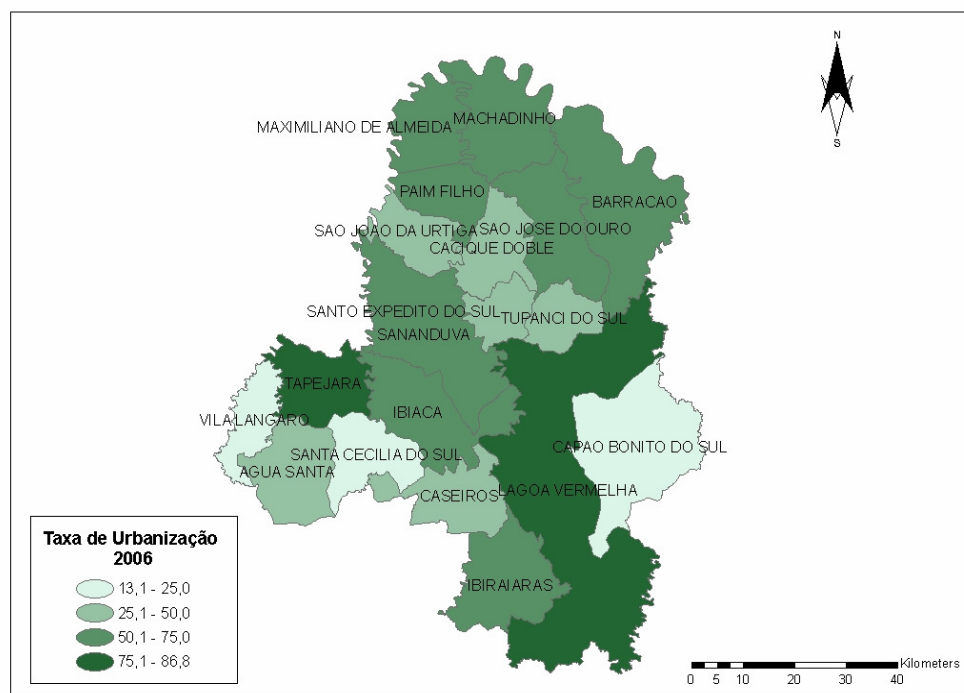 N
S
MAXIMILIANO DE ALMEIDA
MACHADINHO
PAIM FILHO
BARRACAO
SAO JOAO DA URTIGA
SAO JOSE DO OURO
CACIQUE DOBLE
SANTO EXPEDITO DO SUL
TUPANCI DO SUL
SANANDUVA
TAPEJARA
IBIACA
VILA LANGARO
CAPAO BONITO DO SUL
SANTA CECILIA DO SUL
AGUA SANTA
CASEIROS
LAGOA VERMELHA
IBIRAIARAS
Taxa de Urbanização
2006
13,1 - 25,0
25,1 - 50,0
50,1 - 75,0
75,1 - 86,8
Kilometers
0 5 10 20 30 40